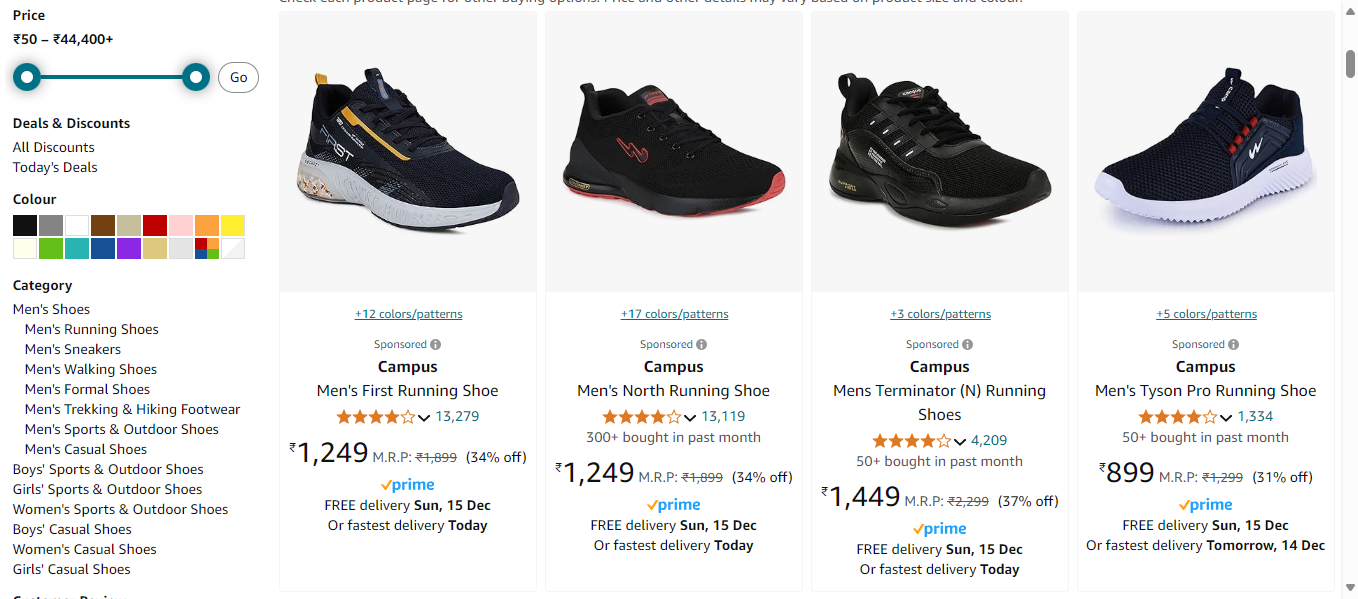 Check each product page for other buying options. Price and other details may vary based on product size and colour.
Price
₹50 – ₹44,400+
Go
Deals & Discounts
All Discounts
Today's Deals
Colour
Category
Men's Shoes
Men's Running Shoes
Men's Sneakers
Men's Walking Shoes
Men's Formal Shoes
Men's Trekking & Hiking Footwear
Men's Sports & Outdoor Shoes
Men's Casual Shoes
Boys' Sports & Outdoor Shoes
Girls' Sports & Outdoor Shoes
Women's Sports & Outdoor Shoes
Boys' Casual Shoes
Women's Casual Shoes
Girls' Casual Shoes
Customer Review
FIRST
+12 colors/patterns
Sponsored
Campus
Men's First Running Shoe
13,279
₹1,249 M.R.P: ₹1,899 (34% off)
prime
FREE delivery Sun, 15 Dec
Or fastest delivery Today
+17 colors/patterns
Sponsored
Campus
Men's North Running Shoe
13,119
300+ bought in past month
₹1,249 M.R.P: ₹1,899 (34% off)
prime
FREE delivery Sun, 15 Dec
Or fastest delivery Today
campus
+3 colors/patterns
Sponsored
Campus
Mens Terminator (N) Running
Shoes
4,209
50+ bought in past month
₹1,449 M.R.P: ₹2,299 (37% off)
prime
FREE delivery Sun, 15 Dec
Or fastest delivery Today
+5 colors/patterns
Sponsored
Campus
Men's Tyson Pro Running Shoe
1,334
50+ bought in past month
₹899 M.R.P: ₹1,299 (31% off)
prime
FREE delivery Sun, 15 Dec
Or fastest delivery Tomorrow, 14 Dec